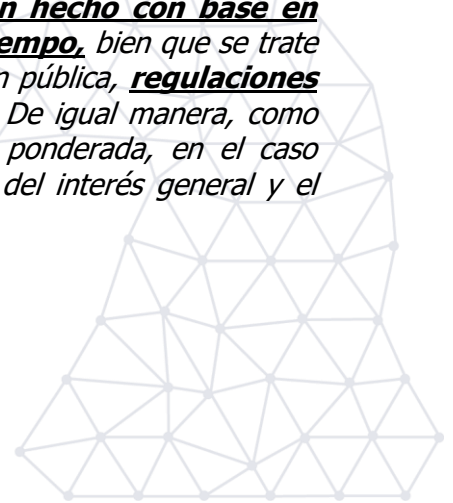 n hecho con base en
empo, bien que se trate
n pública, regulaciones
De igual manera, como
ponderada, en el caso
del interés general y el